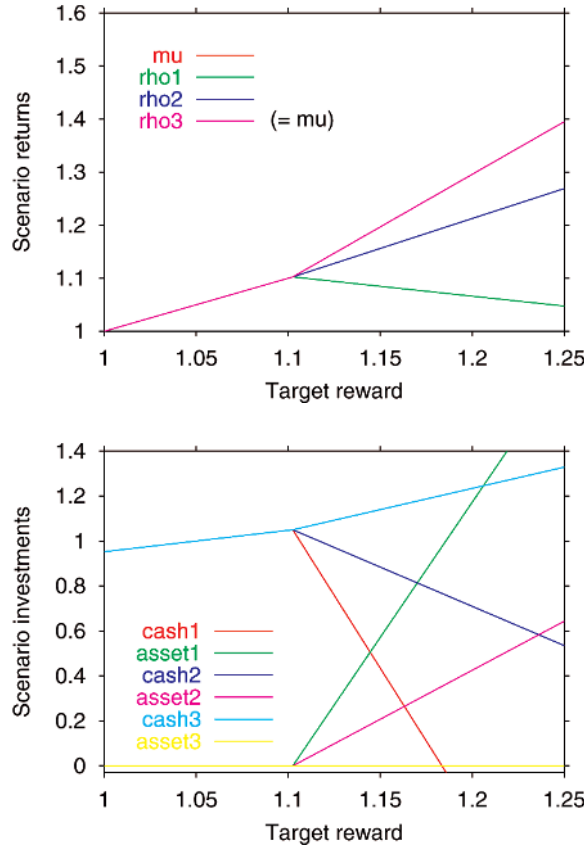 1.6
1.5
1.4
1.3
1.2
1.1
1
Scenario returns
mu
rho1
rho2
rho3 (= mu)
1 1.05 1.1 1.15 1.2 1.25
Target reward
1.4
1.2
1
0.8
0.6
0.4
0.2
0
Scenario investments
cash1
asset1
cash2
asset2
cash3
asset3
1 1.05 1.1 1.15 1.2 1.25
Target reward